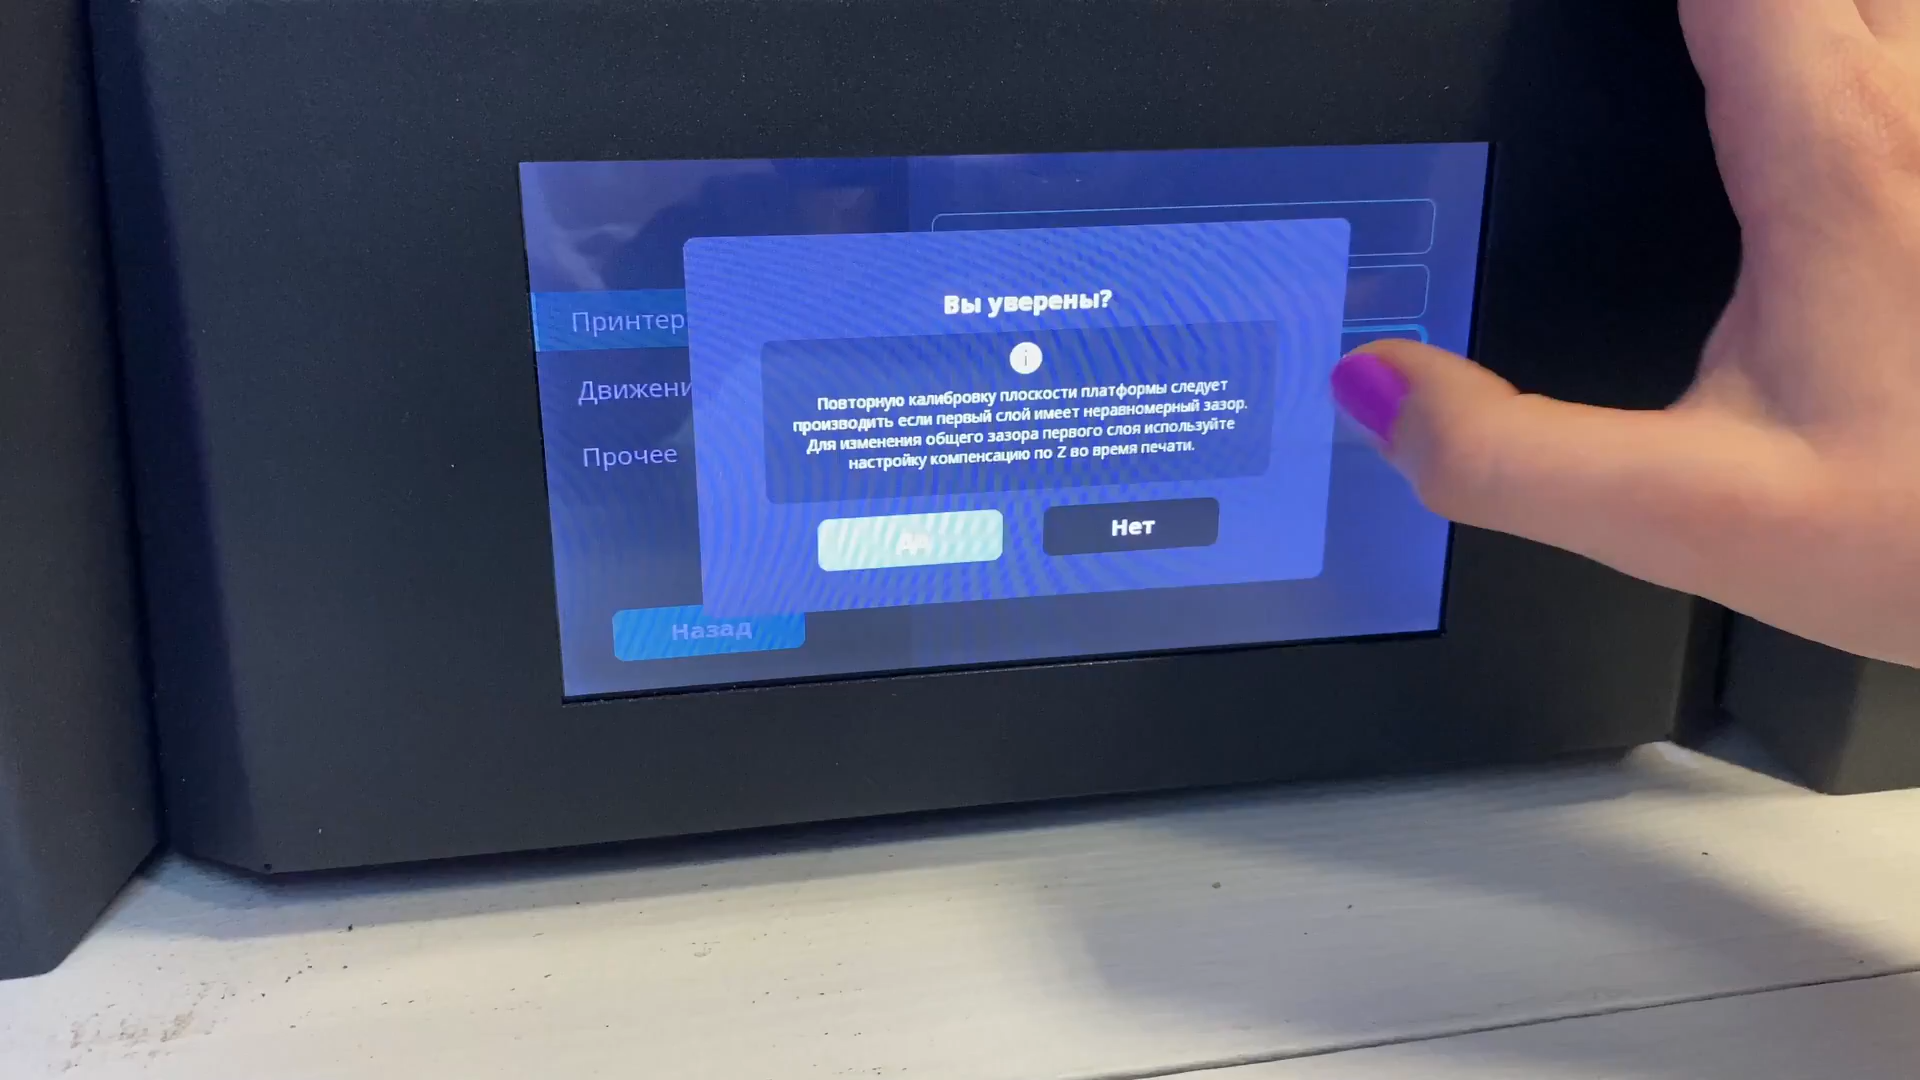 Вы уверены?
i
Повторную калибровку плоскости платформы следует
производить если первый слой имеет неравномерный зазор.
Для изменения общего зазора первого слоя используйте
настройку компенсацию по Z во время печати.
Да
Нет
Принтер
Движени
Прочее
Назад